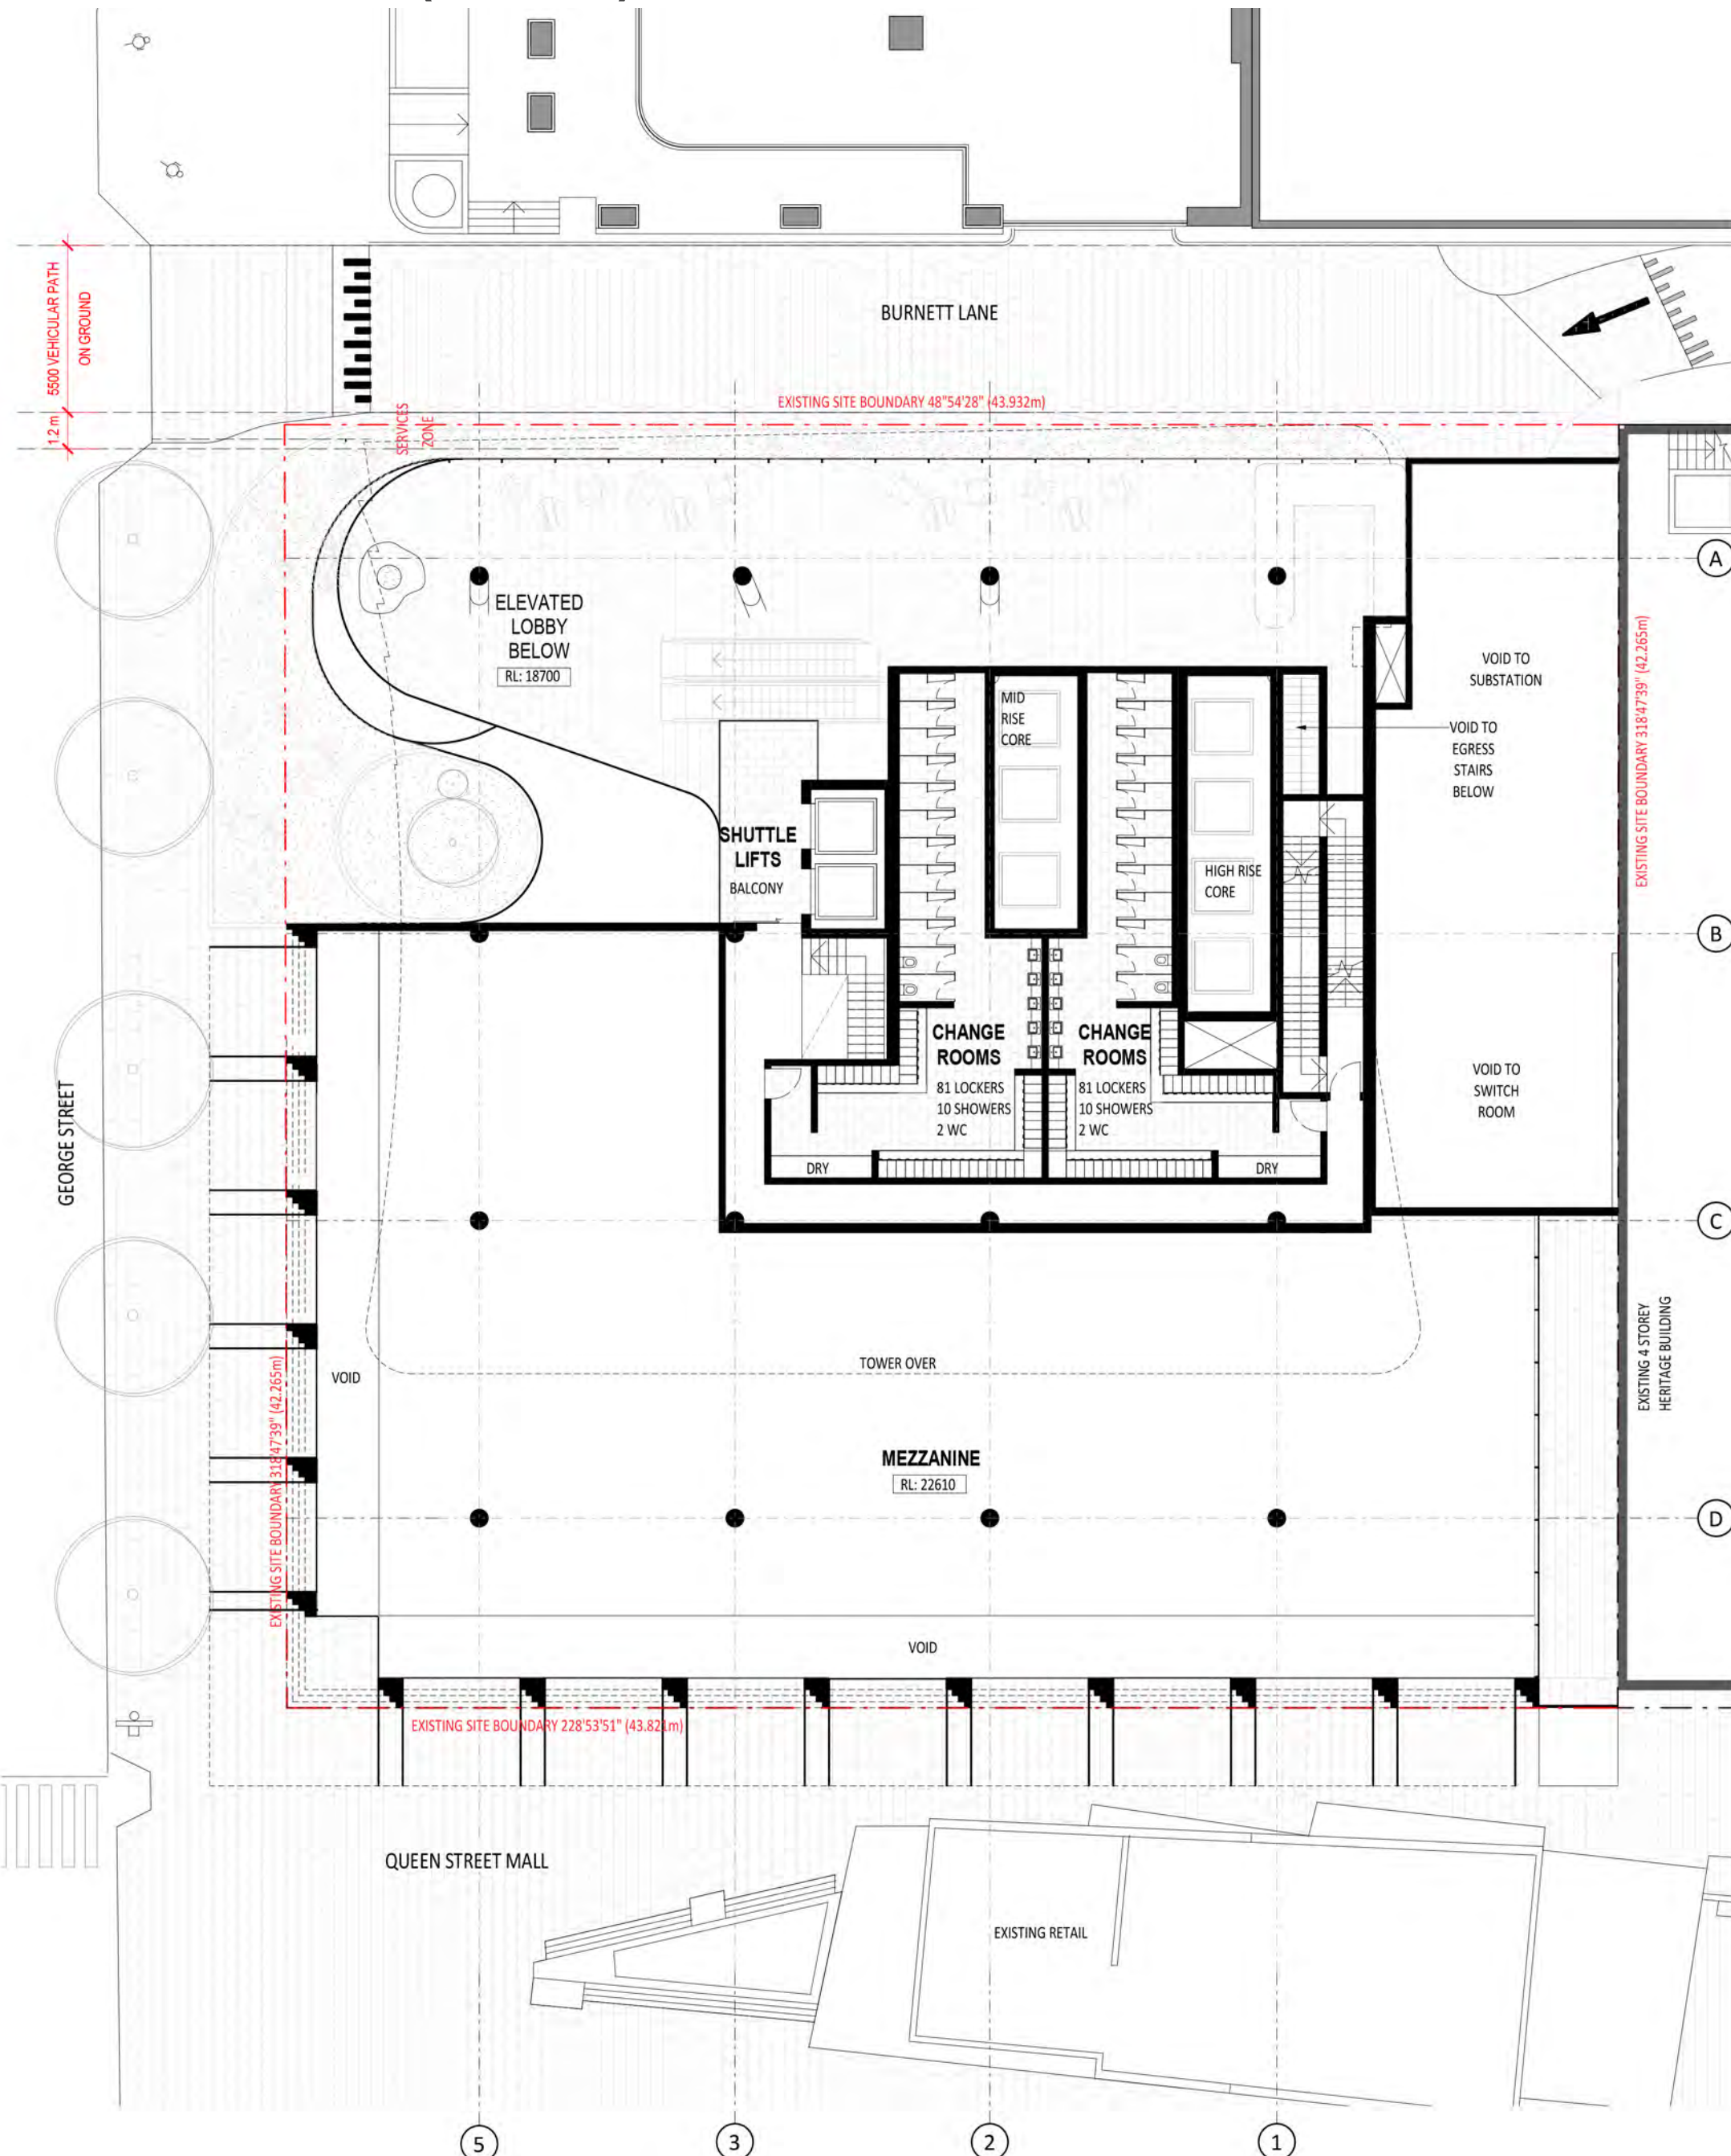 5500 VEHICULAR PATH
ON GROUND
1.2 m
BURNETT LANE
EXISTING SITE BOUNDARY 48"54'28" (43.932m)
SERVICES
ZONE
A
ELEVATED
LOBBY
BELOW
RL: 18700
VOID TO
SUBSTATION
EXISTING SITE BOUNDARY 318'47'39" (42.265m)
MID
RISE
CORE
VOID TO
EGRESS
STAIRS
BELOW
SHUTTLE
LIFTS
BALCONY
HIGH RISE
CORE
B
CHANGE
ROOMS
81 LOCKERS
10 SHOWERS
2 WC
CHANGE
ROOMS
81 LOCKERS
10 SHOWERS
2 WC
VOID TO
SWITCH
ROOM
GEORGE STREET
DRY
DRY
C
EXISTING 4 STOREY
HERITAGE BUILDING
TOWER OVER
VOID
EXISTING SITE BOUNDARY 318'47'39" (42.265m)
MEZZANINE
RL: 22610
D
VOID
EXISTING SITE BOUNDARY 228'53'51" (43.821m)
QUEEN STREET MALL
EXISTING RETAIL
5
3
2
1